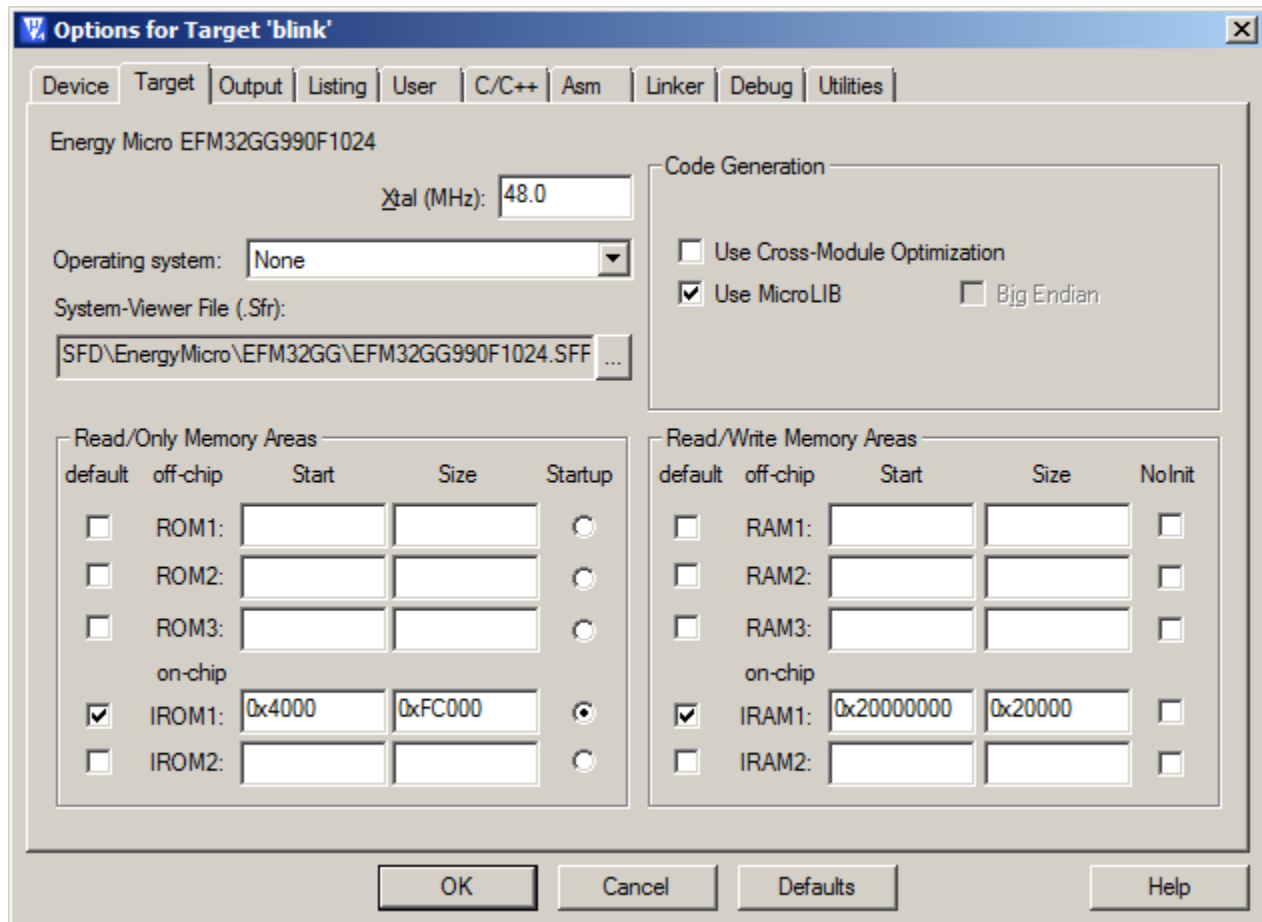 Options for Target 'blink'
Device Target Output Listing User C/C++ Asm Linker Debug Utilities
Energy Micro EFM32GG990F1024
Xtal (MHz): 48.0
Operating system: None
System-Viewer File (.Sfr):
SFD\EnergyMicro\EFM32GG\EFM32GG990F1024.SFF ...
Code Generation
Use Cross-Module Optimization
Use MicroLIB Big Endian
Read/Only Memory Areas
default off-chip Start Size Startup
ROM1:
ROM2:
ROM3:
on-chip
IROM1: 0x4000 0xFC000
IROM2:
Read/Write Memory Areas
default off-chip Start Size NoInit
RAM1:
RAM2:
RAM3:
on-chip
IRAM1: 0x20000000 0x20000
IRAM2:
OK Cancel Defaults Help